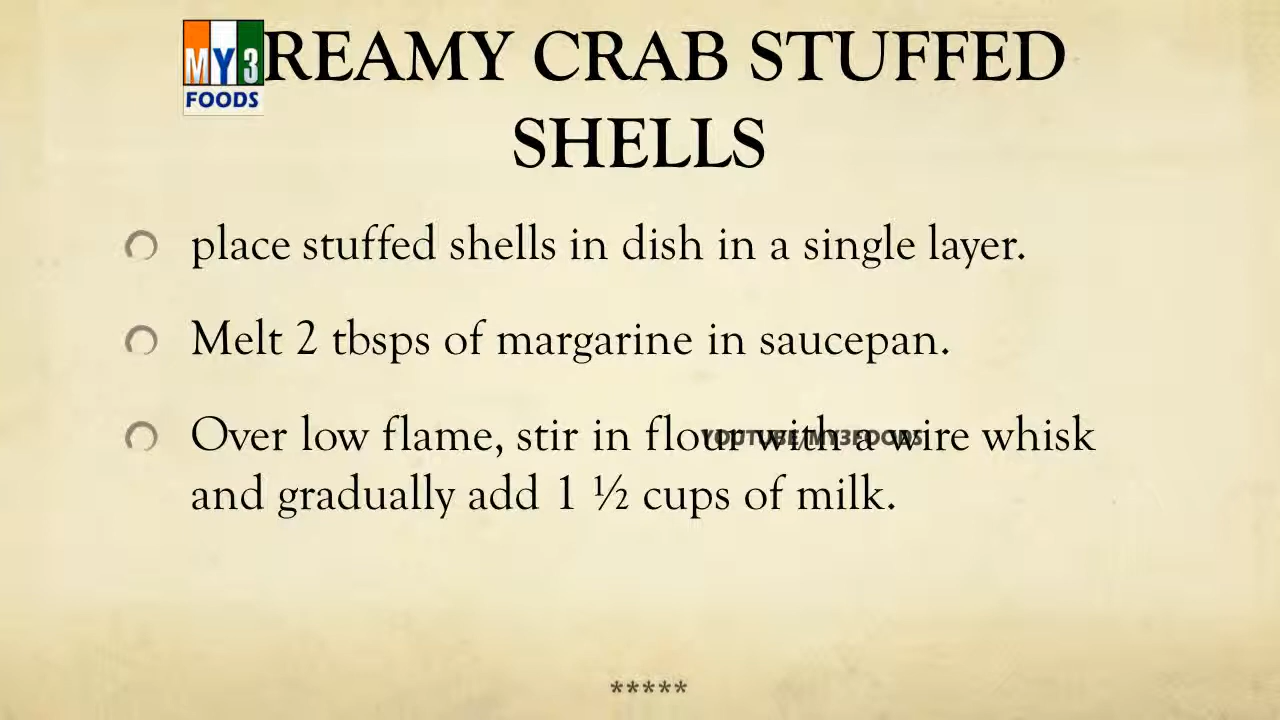 MY3
FOODS
REAMY CRAB STUFFED
SHELLS
place stuffed shells in dish in a single layer.
Melt 2 tbsps of margarine in saucepan.
Over low flame, stir in flour with a wire whisk
YOUTUBE/MY3FOODS
and gradually add 1 ½ cups of milk.
*****